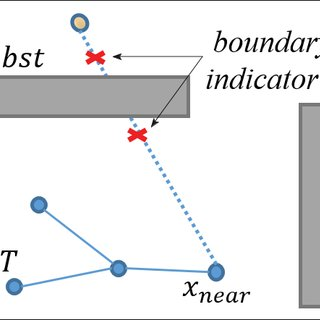 boundary
bst
indicator
T
x_near